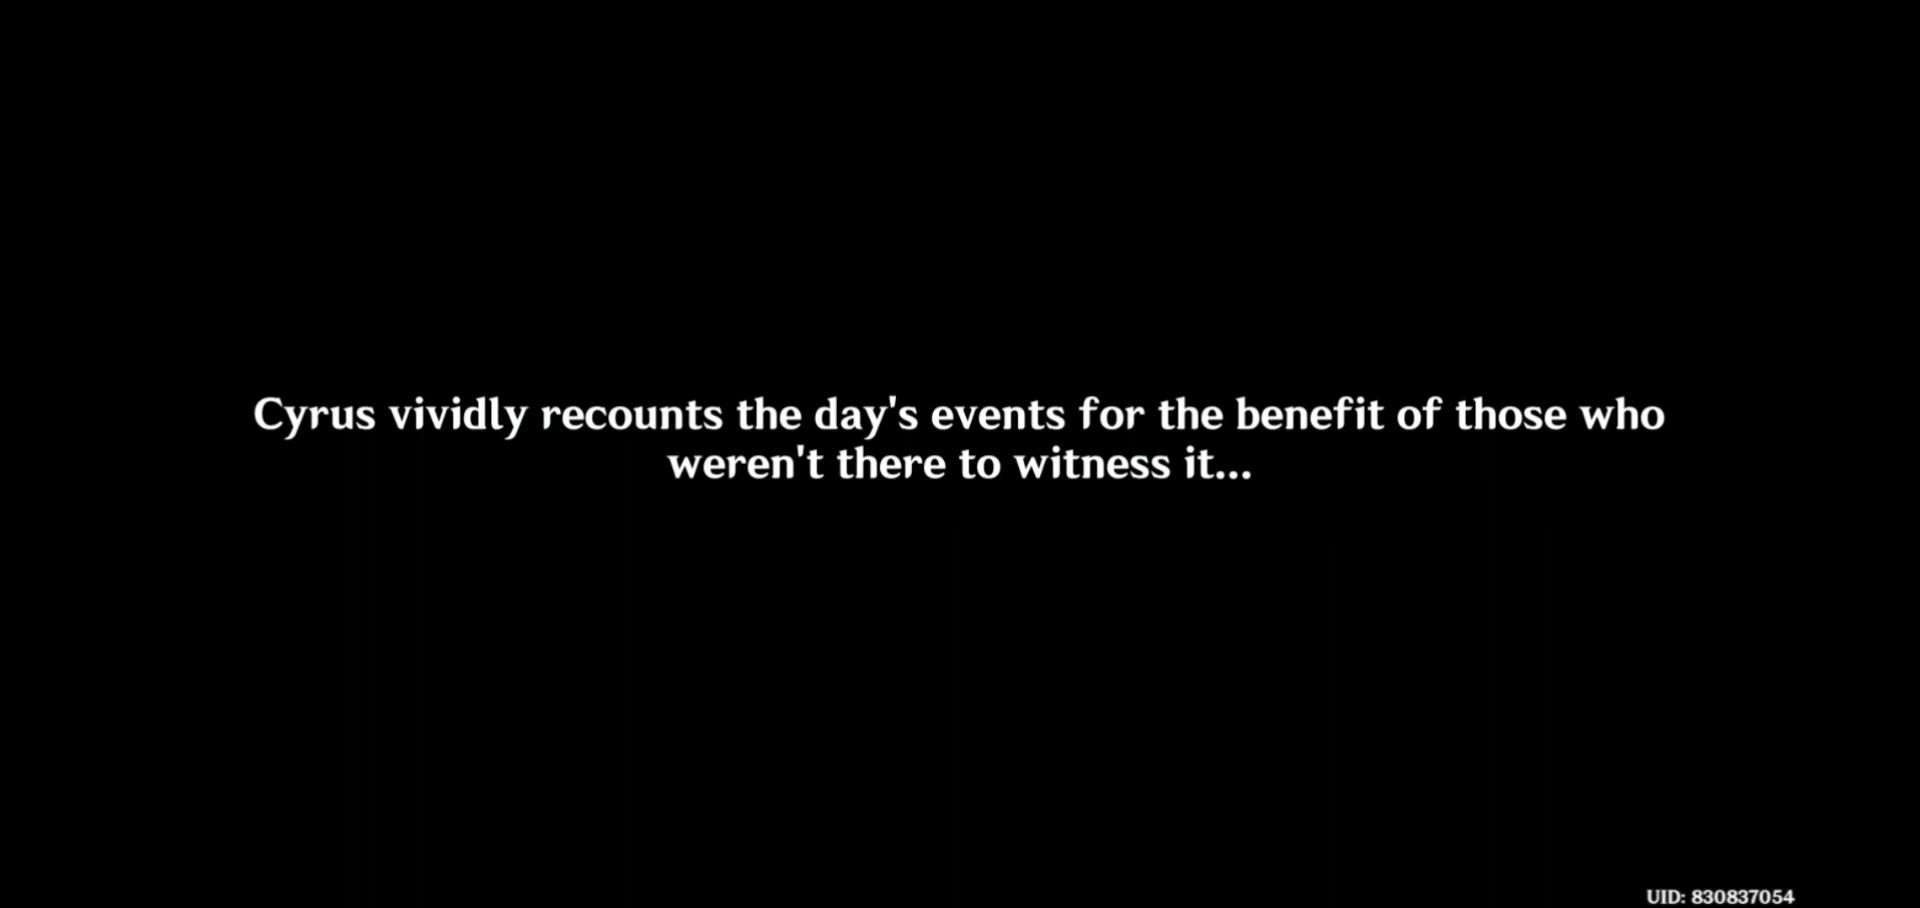 Cyrus vividly recounts the day's events for the benefit of those who
weren't there to witness it...
UID: 830837054